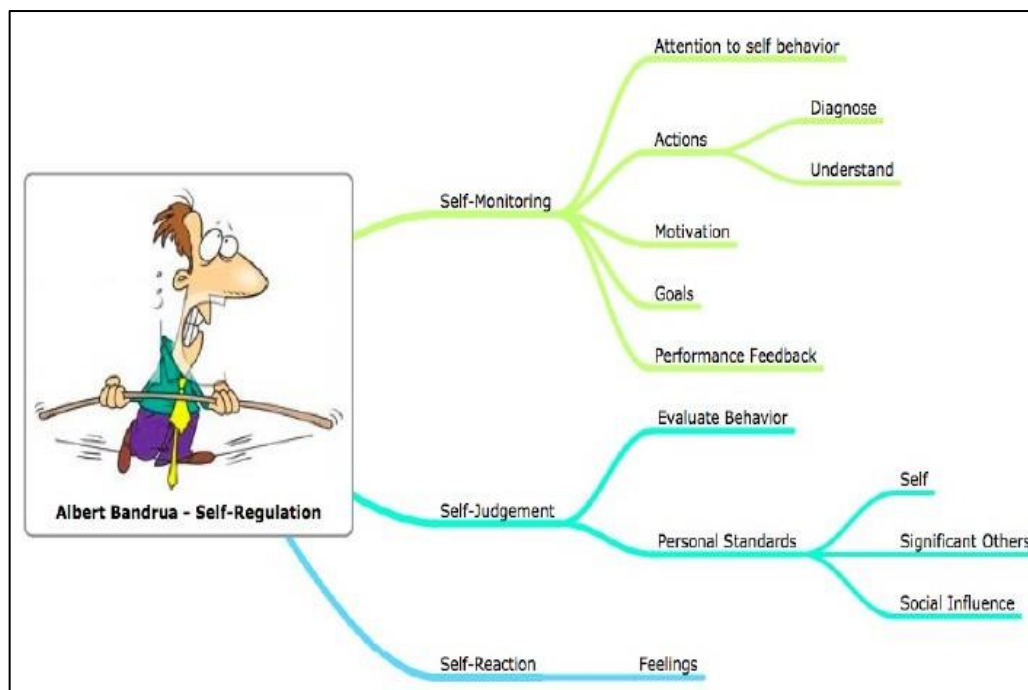 Attention to self behavior
Diagnose
Actions
Understand
Self-Monitoring
Motivation
Goals
Performance Feedback
Evaluate Behavior
Self
Albert Bandrua - Self-Regulation
Self-Judgement
Personal Standards
Significant Others
Social Influence
Self-Reaction
Feelings